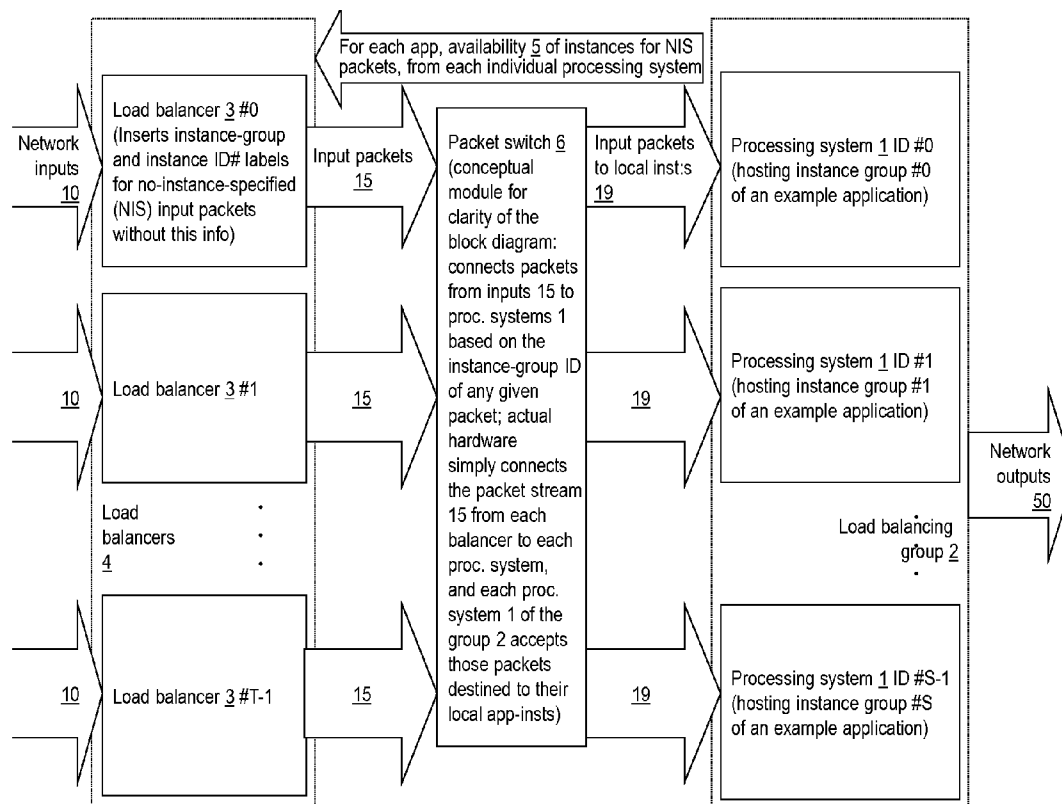 For each app, availability 5 of instances for NIS
packets, from each individual processing system
Network
inputs
10
Load balancer 3 #0
(Inserts instance-group
and instance ID# labels
for no-instance-specified
(NIS) input packets
without this info)
Input packets
15
Packet switch 6
(conceptual
module for
clarity of the
block diagram:
connects packets
from inputs 15 to
proc. systems 1
based on the
instance-group ID
of any given
packet; actual
hardware
simply connects
the packet stream
15 from each
balancer to each
proc. system,
and each proc.
system 1 of the
group 2 accepts
those packets
destined to their
local app-insts)
Input packets
to local inst:s
19
Processing system 1 ID #0
(hosting instance group #0
of an example application)
10
Load balancer 3 #1
15
19
Processing system 1 ID #1
(hosting instance group #1
of an example application)
Network
outputs
50
Load
balancers
4
Load balancing
group 2
10
Load balancer 3 #T-1
15
19
Processing system 1 ID #S-1
(hosting instance group #S
of an example application)